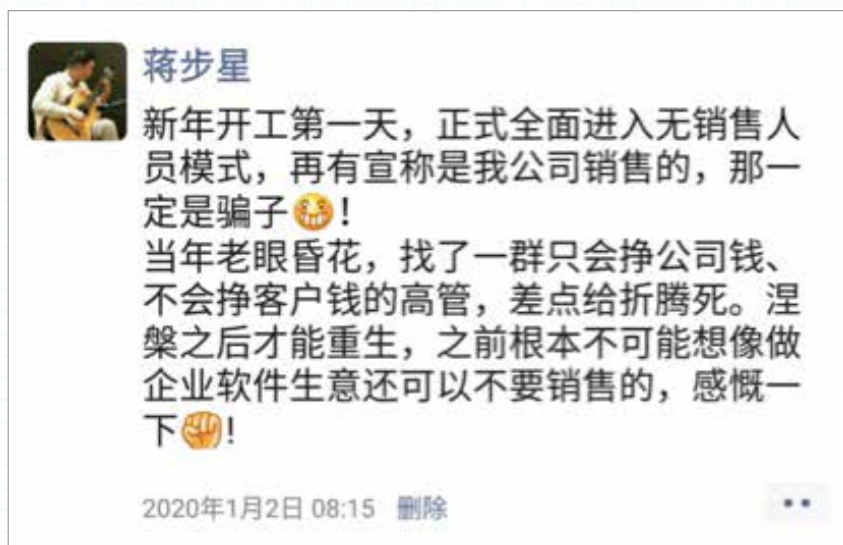 蒋步星
新年开工第一天，正式全面进入无销售人
员模式，再有宣称是我公司销售的，那一
定是骗子😁！
当年老眼昏花，找了一群只会挣公司钱、
不会挣客户钱的高管，差点给折腾死。涅
槃之后才能重生，之前根本不可能想像做
企业软件生意还可以不要销售的，感慨一
下✊！
2020年1月2日 08:15 删除